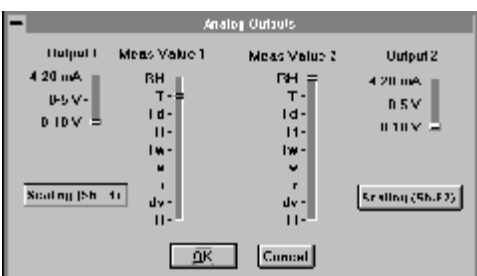 Analog Outputs
Output 1
Meas Value 1
Meas Value 2
Output 2
4-20 mA
0-5 V
0-10 V
RH
T
Td
Tw
dv
RH
T
Td
Tw
dv
4-20 mA
0-5 V
0-10 V
Scaling (Sh-F1)
Scaling (Sh-F2)
OK
Cancel